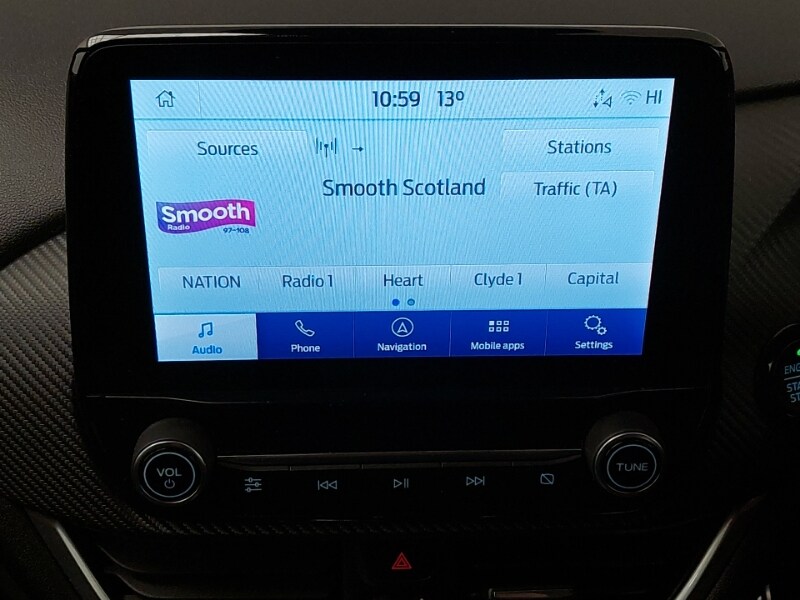 10:59 13º HI
Sources Stations
Smooth Scotland Traffic (TA)
Smooth
Radio 97-108
NATION Radio 1 Heart Clyde 1 Capital
Audio Phone Navigation Mobile apps Settings
VOL TUNE